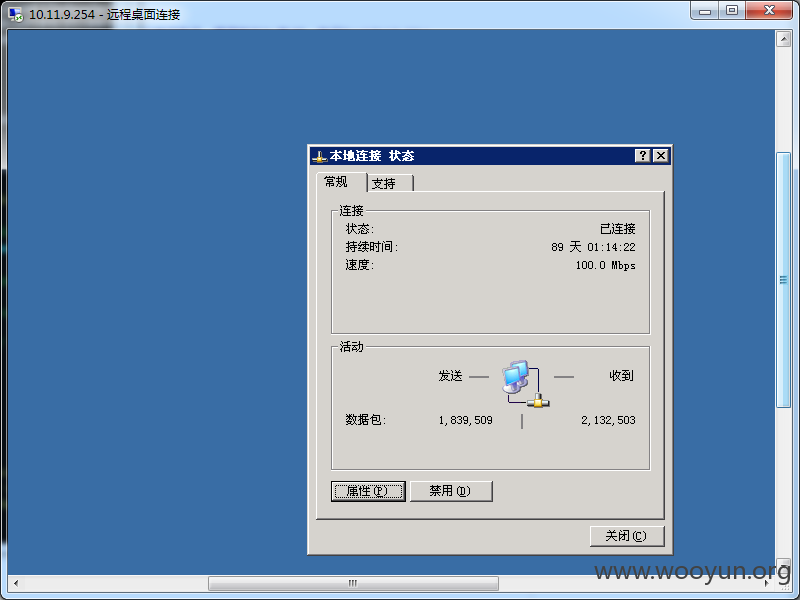 10.11.9.254 - 远程桌面连接
本地连接 状态
常规 支持
连接
状态: 已连接
持续时间: 89 天 01:14:22
速度: 100.0 Mbps
活动
发送 收到
数据包: 1,839,509 2,132,503
属性(P) 禁用(D)
关闭(C)
www.wooyun.org